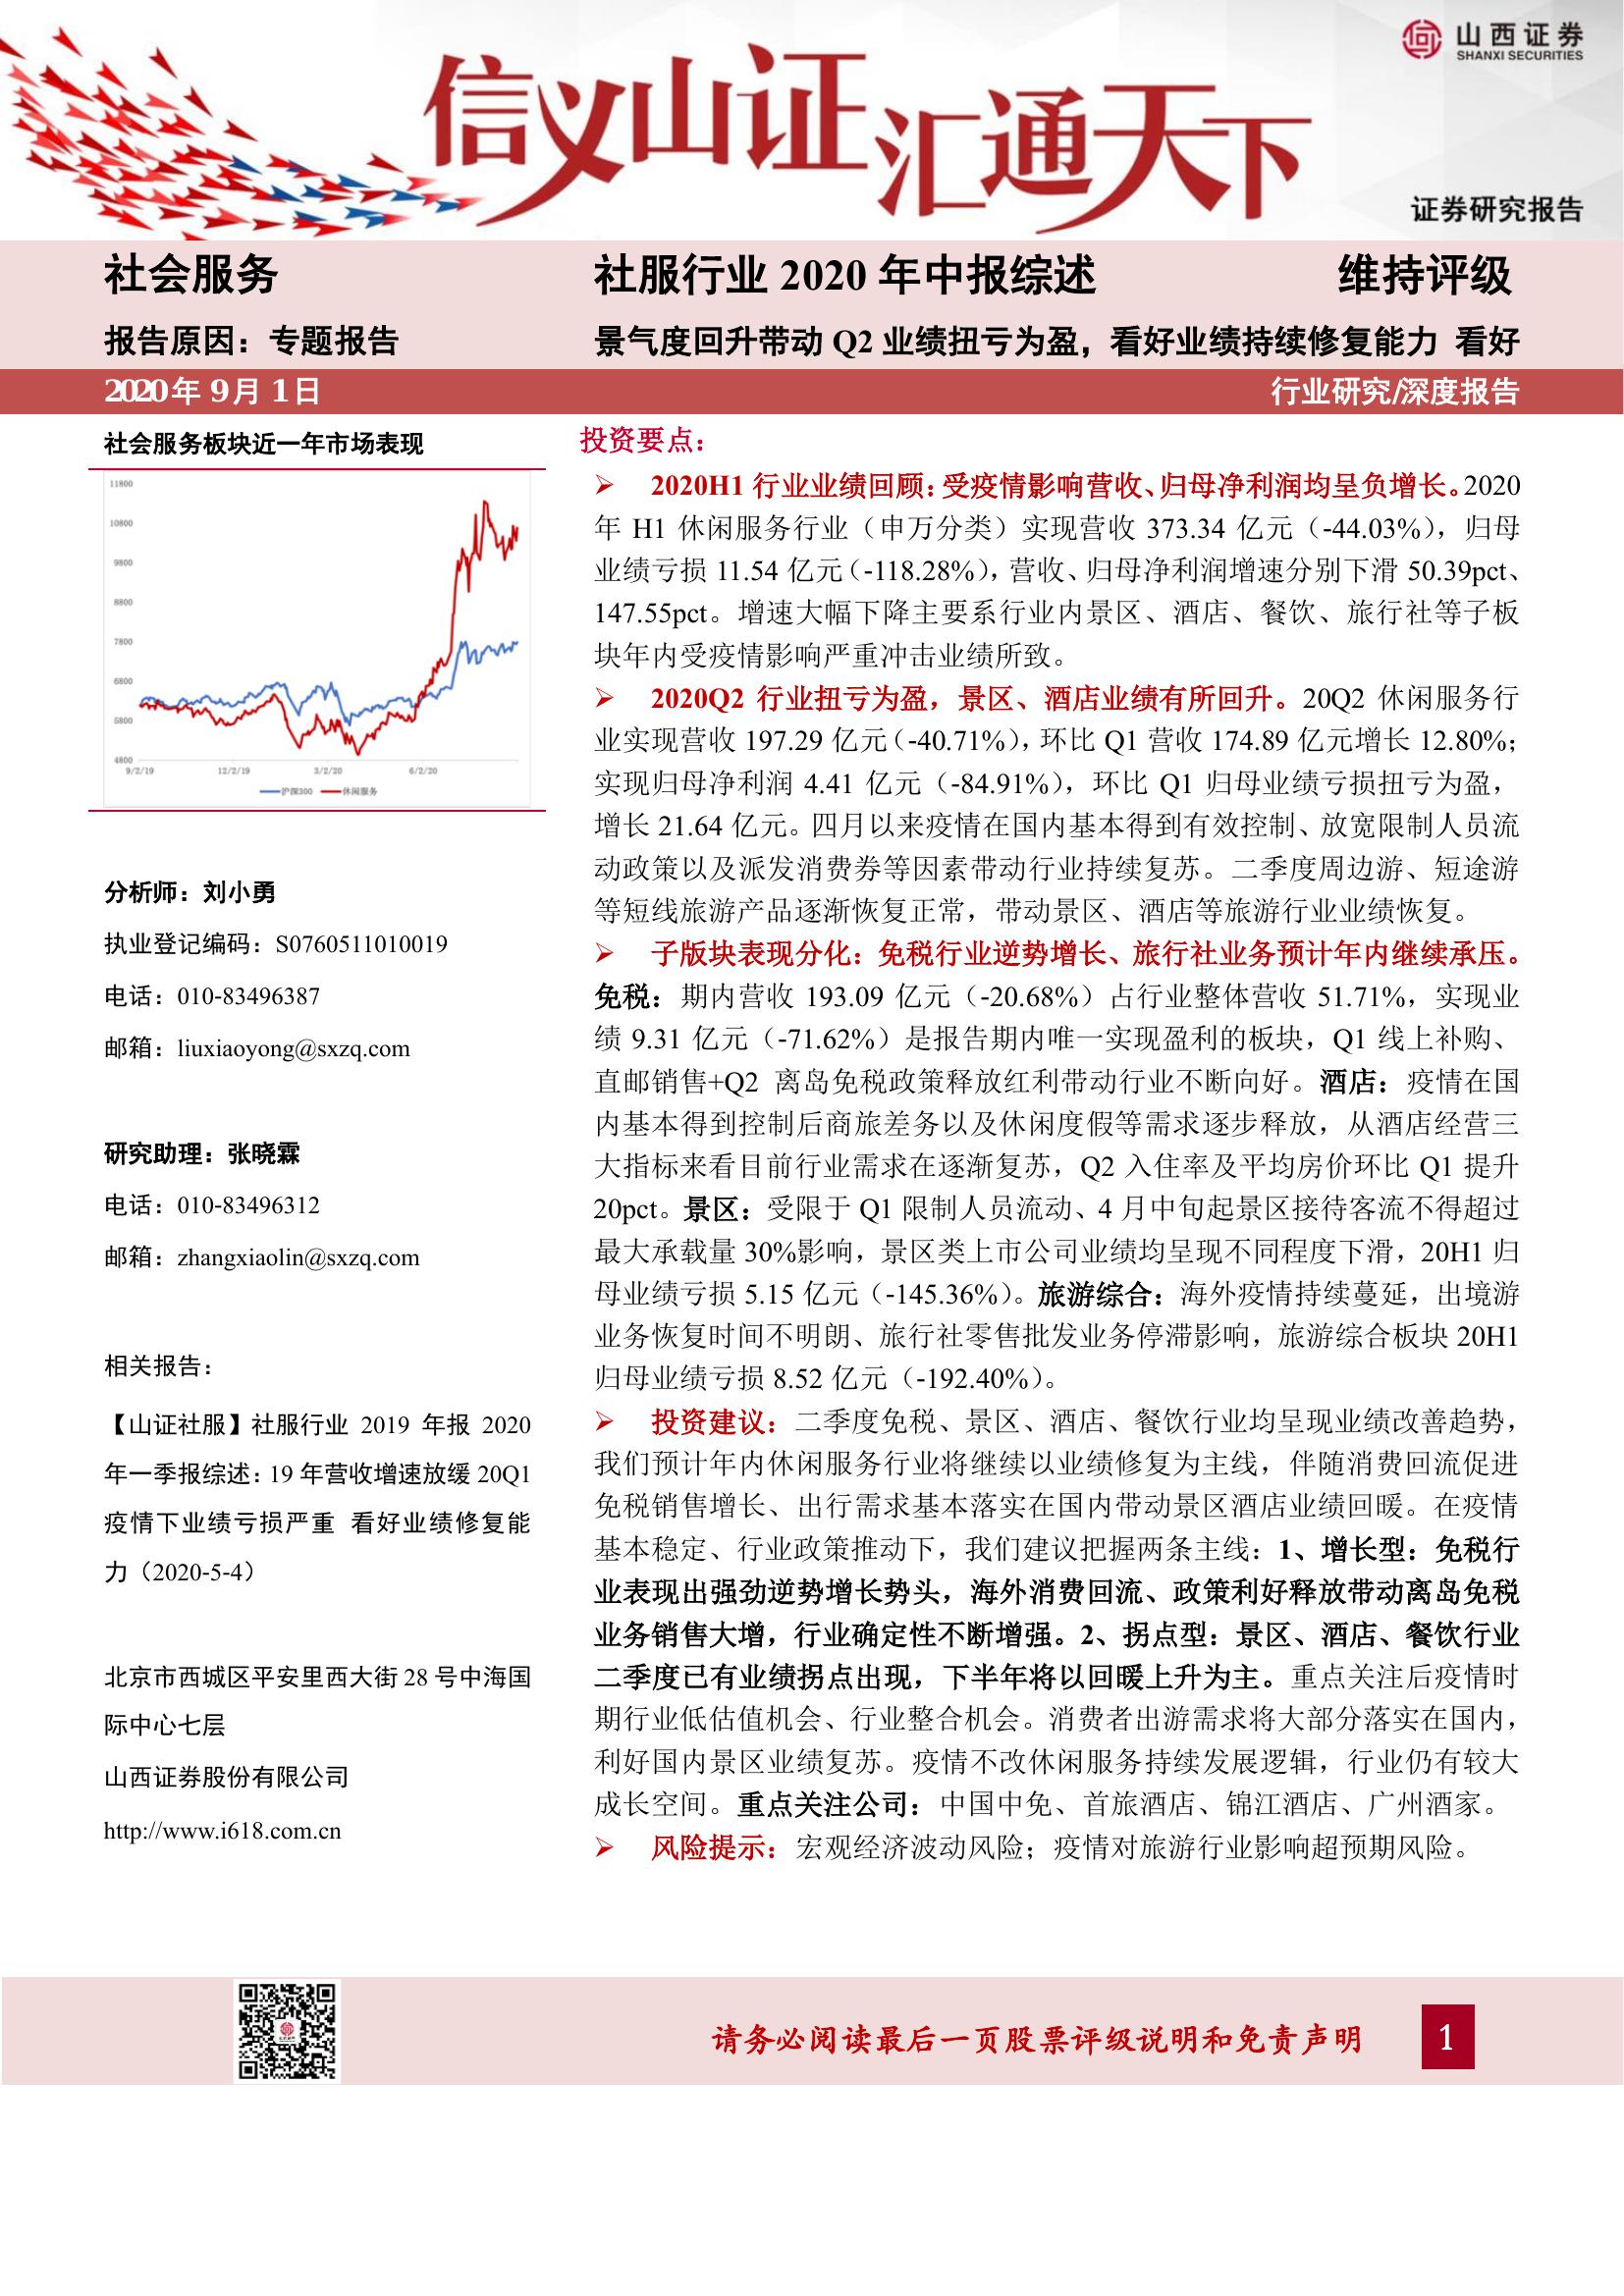 信义山证汇通天下
山西证券
SHANXI SECURITIES
证券研究报告
社会服务
社服行业 2020 年中报综述
维持评级
报告原因：专题报告
景气度回升带动 Q2 业绩扭亏为盈，看好业绩持续修复能力 看好
2020年 9月 1日
行业研究/深度报告
社会服务板块近一年市场表现
11800
10800
9800
8800
7800
6800
5800
4800
9/2/19 12/2/19 3/2/20 6/2/20
沪深300 休闲服务
分析师：刘小勇
执业登记编码：S0760511010019
电话：010-83496387
邮箱：liuxiaoyong@sxzq.com
研究助理：张晓霖
电话：010-83496312
邮箱：zhangxiaolin@sxzq.com
相关报告：
【山证社服】社服行业 2019 年报 2020
年一季报综述：19 年营收增速放缓 20Q1
疫情下业绩亏损严重 看好业绩修复能
力（2020-5-4）
北京市西城区平安里西大街 28 号中海国
际中心七层
山西证券股份有限公司
http://www.i618.com.cn
投资要点：
➢ 2020H1 行业业绩回顾：受疫情影响营收、归母净利润均呈负增长。2020
年 H1 休闲服务行业（申万分类）实现营收 373.34 亿元（-44.03%），归母
业绩亏损 11.54 亿元（-118.28%），营收、归母净利润增速分别下滑 50.39pct、
147.55pct。增速大幅下降主要系行业内景区、酒店、餐饮、旅行社等子板
块年内受疫情影响严重冲击业绩所致。
➢ 2020Q2 行业扭亏为盈，景区、酒店业绩有所回升。20Q2 休闲服务行
业实现营收 197.29 亿元（-40.71%），环比 Q1 营收 174.89 亿元增长 12.80%；
实现归母净利润 4.41 亿元（-84.91%），环比 Q1 归母业绩亏损扭亏为盈，
增长 21.64 亿元。四月以来疫情在国内基本得到有效控制、放宽限制人员流
动政策以及派发消费券等因素带动行业持续复苏。二季度周边游、短途游
等短线旅游产品逐渐恢复正常，带动景区、酒店等旅游行业业绩恢复。
➢ 子版块表现分化：免税行业逆势增长、旅行社业务预计年内继续承压。
免税：期内营收 193.09 亿元（-20.68%）占行业整体营收 51.71%，实现业
绩 9.31 亿元（-71.62%）是报告期内唯一实现盈利的板块，Q1 线上补购、
直邮销售+Q2 离岛免税政策释放红利带动行业不断向好。酒店：疫情在国
内基本得到控制后商旅差务以及休闲度假等需求逐步释放，从酒店经营三
大指标来看目前行业需求在逐渐复苏，Q2 入住率及平均房价环比 Q1 提升
20pct。景区：受限于 Q1 限制人员流动、4 月中旬起景区接待客流不得超过
最大承载量 30%影响，景区类上市公司业绩均呈现不同程度下滑，20H1 归
母业绩亏损 5.15 亿元（-145.36%）。旅游综合：海外疫情持续蔓延，出境游
业务恢复时间不明朗、旅行社零售批发业务停滞影响，旅游综合板块 20H1
归母业绩亏损 8.52 亿元（-192.40%）。
➢ 投资建议：二季度免税、景区、酒店、餐饮行业均呈现业绩改善趋势，
我们预计年内休闲服务行业将继续以业绩修复为主线，伴随消费回流促进
免税销售增长、出行需求基本落实在国内带动景区酒店业绩回暖。在疫情
基本稳定、行业政策推动下，我们建议把握两条主线：1、增长型：免税行
业表现出强劲逆势增长势头，海外消费回流、政策利好释放带动离岛免税
业务销售大增，行业确定性不断增强。2、拐点型：景区、酒店、餐饮行业
二季度已有业绩拐点出现，下半年将以回暖上升为主。重点关注后疫情时
期行业低估值机会、行业整合机会。消费者出游需求将大部分落实在国内，
利好国内景区业绩复苏。疫情不改休闲服务持续发展逻辑，行业仍有较大
成长空间。重点关注公司：中国中免、首旅酒店、锦江酒店、广州酒家。
➢ 风险提示：宏观经济波动风险；疫情对旅游行业影响超预期风险。
请务必阅读最后一页股票评级说明和免责声明
1